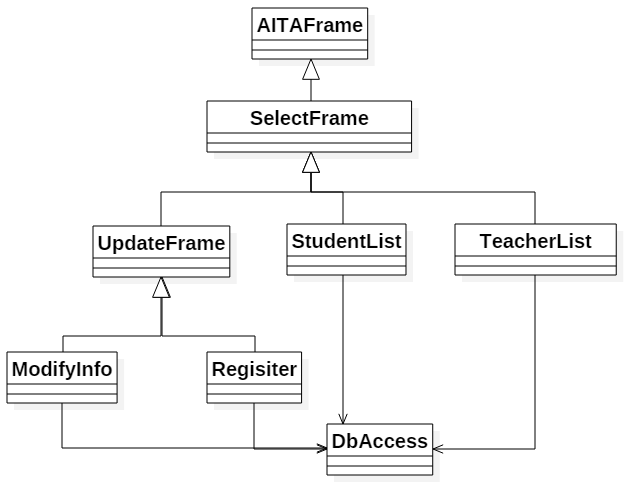 AITAFrame
SelectFrame
UpdateFrame
StudentList
TeacherList
ModifyInfo
Regisiter
DbAccess